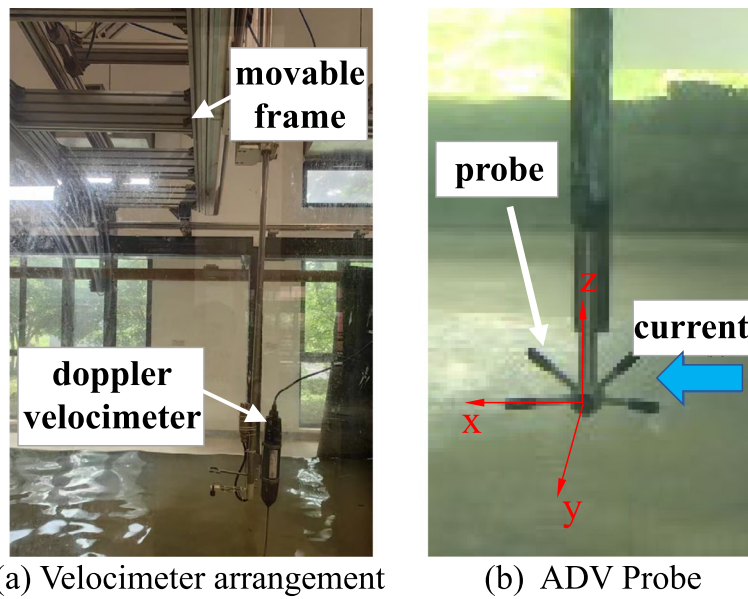 movable
frame
doppler
velocimeter
probe
z
current
x
y
(a) Velocimeter arrangement
(b) ADV Probe